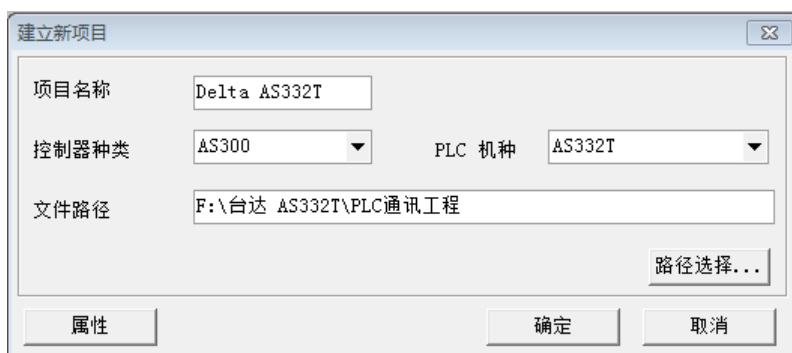 建立新项目
项目名称 Delta AS332T
控制器种类 AS300 PLC 机种 AS332T
文件路径 F:\台达 AS332T\PLC通讯工程
路径选择...
属性 确定 取消